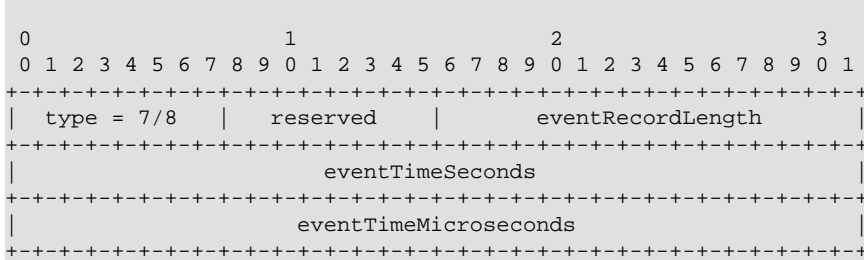 0                   1                   2                   3
 0 1 2 3 4 5 6 7 8 9 0 1 2 3 4 5 6 7 8 9 0 1 2 3 4 5 6 7 8 9 0 1
+-+-+-+-+-+-+-+-+-+-+-+-+-+-+-+-+-+-+-+-+-+-+-+-+-+-+-+-+-+-+-+-+
|  type = 7/8   |   reserved    |       eventRecordLength       |
+-+-+-+-+-+-+-+-+-+-+-+-+-+-+-+-+-+-+-+-+-+-+-+-+-+-+-+-+-+-+-+-+
|                       eventTimeSeconds                        |
+-+-+-+-+-+-+-+-+-+-+-+-+-+-+-+-+-+-+-+-+-+-+-+-+-+-+-+-+-+-+-+-+
|                     eventTimeMicroseconds                     |
+-+-+-+-+-+-+-+-+-+-+-+-+-+-+-+-+-+-+-+-+-+-+-+-+-+-+-+-+-+-+-+-+